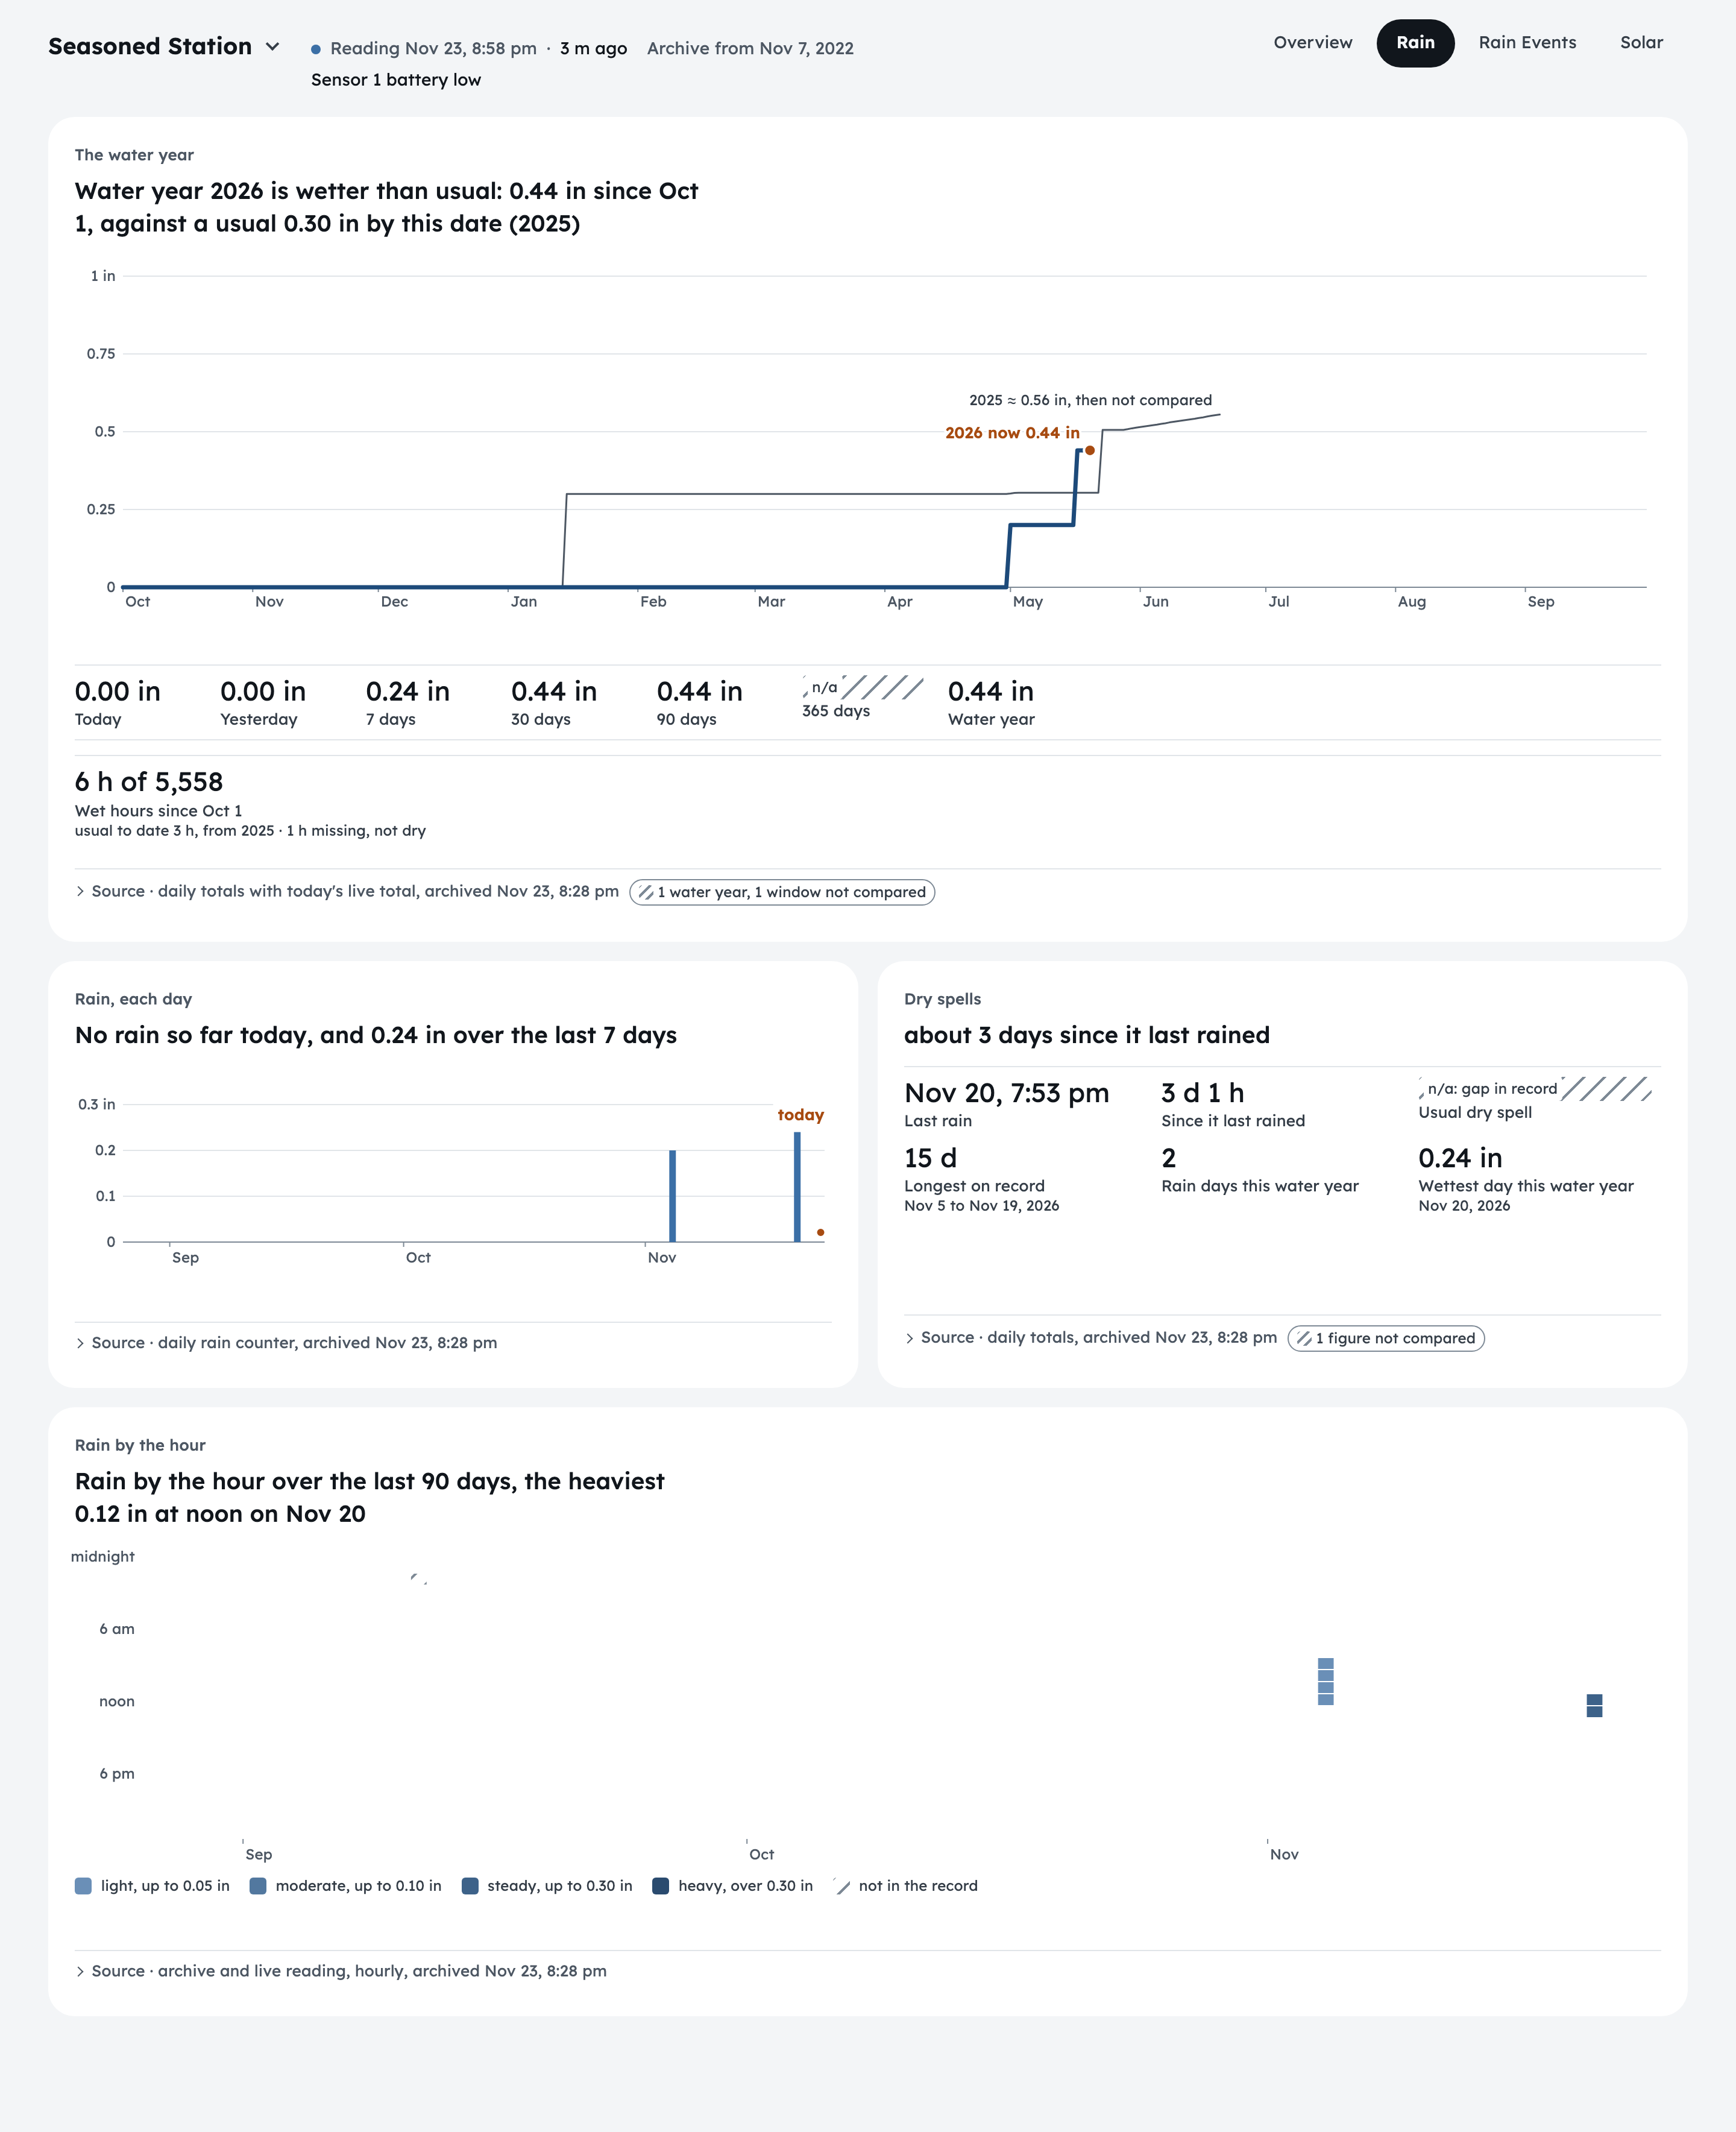 Seasoned Station
Reading Nov 23, 8:58 pm · 3 m ago Archive from Nov 7, 2022
Sensor 1 battery low
Overview Rain Rain Events Solar
The water year
Water year 2026 is wetter than usual: 0.44 in since Oct
1, against a usual 0.30 in by this date (2025)
1 in
0.75
0.5
0.25
0
2025 ≈ 0.56 in, then not compared
2026 now 0.44 in
Oct Nov Dec Jan Feb Mar Apr May Jun Jul Aug Sep
0.00 in
Today
0.00 in
Yesterday
0.24 in
7 days
0.44 in
30 days
0.44 in
90 days
n/a
365 days
0.44 in
Water year
6 h of 5,558
Wet hours since Oct 1
usual to date 3 h, from 2025 · 1 h missing, not dry
Source · daily totals with today's live total, archived Nov 23, 8:28 pm 1 water year, 1 window not compared
Rain, each day
No rain so far today, and 0.24 in over the last 7 days
0.3 in
0.2
0.1
0
today
Sep Oct Nov
Source · daily rain counter, archived Nov 23, 8:28 pm
Dry spells
about 3 days since it last rained
Nov 20, 7:53 pm
Last rain
3 d 1 h
Since it last rained
n/a: gap in record
Usual dry spell
15 d
Longest on record
Nov 5 to Nov 19, 2026
2
Rain days this water year
0.24 in
Wettest day this water year
Nov 20, 2026
Source · daily totals, archived Nov 23, 8:28 pm 1 figure not compared
Rain by the hour
Rain by the hour over the last 90 days, the heaviest
0.12 in at noon on Nov 20
midnight
6 am
noon
6 pm
Sep Oct Nov
light, up to 0.05 in moderate, up to 0.10 in steady, up to 0.30 in heavy, over 0.30 in not in the record
Source · archive and live reading, hourly, archived Nov 23, 8:28 pm